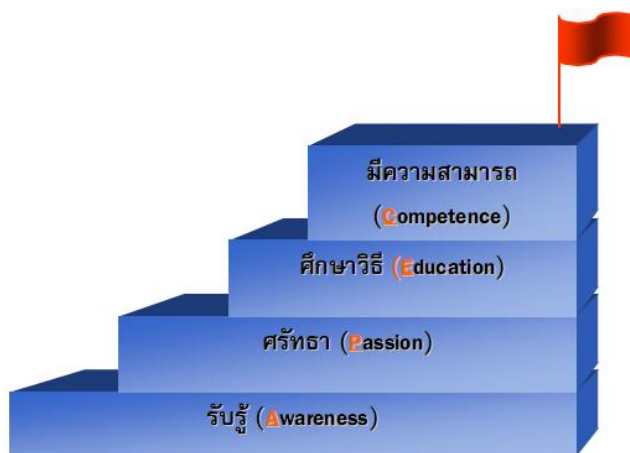 มีความสามารถ
(Competence)
ศึกษาวิธี (Education)
ศรัทธา (Passion)
รับรู้ (Awareness)